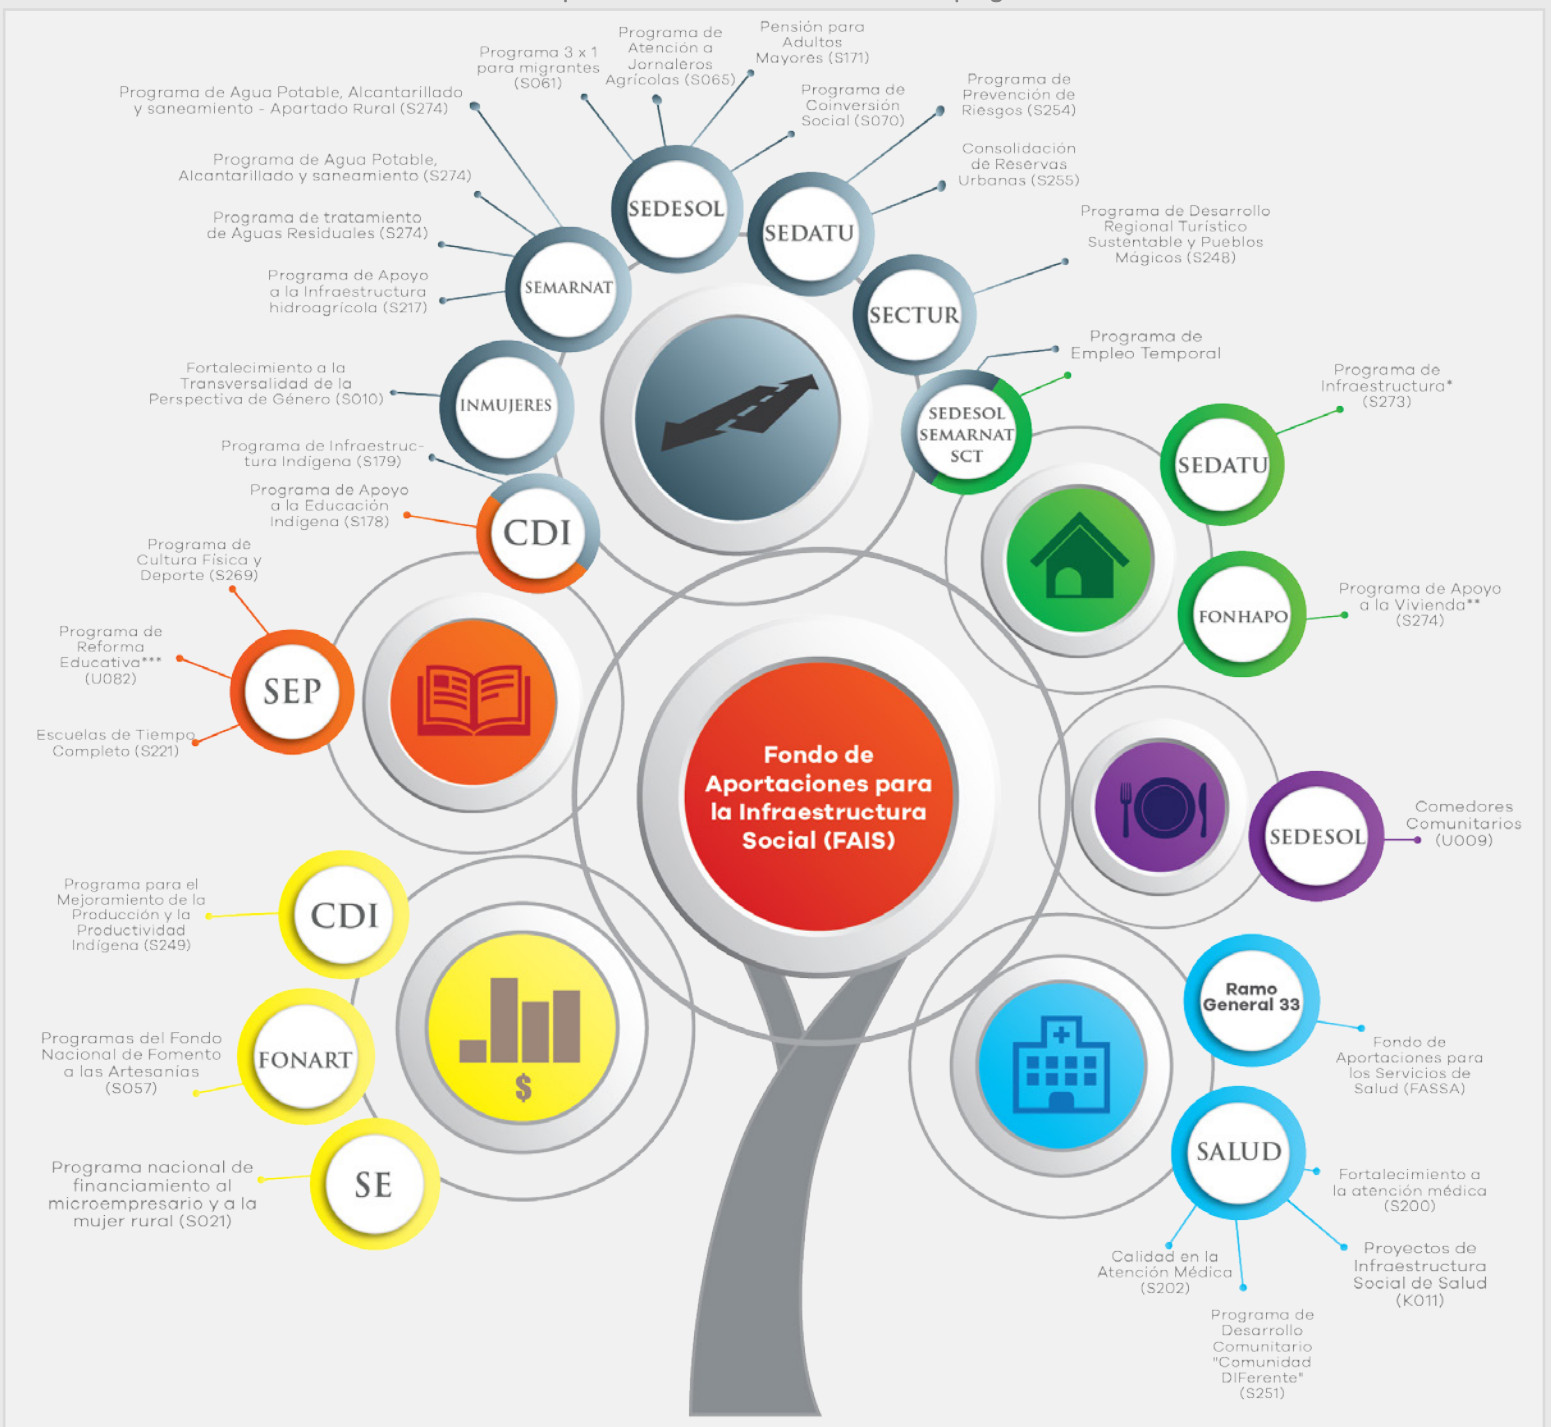 Programa 3 x 1
para migrantes
(S061)
Programa de
Atención a
Jornaleros
Agrícolas (S065)
Pensión para
Adultos
Mayores (S171)
Programa de
Coinversión
Social (S070)
Programa de
Prevención de
Riesgos (S254)
Consolidación
de Reservas
Urbanas (S255)
Programa de Desarrollo
Regional Turístico
Sustentable y Pueblos
Mágicos (S248)
Programa de Agua Potable, Alcantarillado
y saneamiento - Apartado Rural (S274)
Programa de Agua Potable,
Alcantarillado y saneamiento (S274)
Programa de tratamiento
de Aguas Residuales (S274)
Programa de Apoyo
a la Infraestructura
hidroagrícola (S217)
SEDESOL
SEDATU
SEMARNAT
SECTUR
Programa de
Empleo Temporal
Fortalecimiento a la
Transversalidad de la
Perspectiva de Género (S010)
INMUJERES
SEDESOL
SEMARNAT
SCT
Programa de
Infraestructura*
(S273)
SEDATU
Programa de Infraestruc-
tura Indígena (S179)
Programa de Apoyo
a la Educación
Indígena (S178)
CDI
Programa de
Cultura Física y
Deporte (S269)
Programa de
Reforma
Educativa***
(U082)
Escuelas de Tiempo
Completo (S221)
SEP
FONHAPO
Programa de Apoyo
a la Vivienda**
(S274)
Fondo de
Aportaciones para
la Infraestructura
Social (FAIS)
SEDESOL
Comedores
Comunitarios
(U009)
Programa para el
Mejoramiento de la
Producción y la
Productividad
Indígena (S249)
CDI
Programas del Fondo
Nacional de Fomento
a las Artesanías
(S057)
FONART
$
Programa nacional de
financiamiento al
microempresario y a la
mujer rural (S021)
SE
Ramo
General 33
Fondo de
Aportaciones para
los Servicios de
Salud (FASSA)
SALUD
Fortalecimiento a
la atención médica
(S200)
Proyectos de
Infraestructura
Social de Salud
(K011)
Calidad en la
Atención Médica
(S202)
Programa de
Desarrollo
Comunitario
"Comunidad
DIFerente"
(S251)